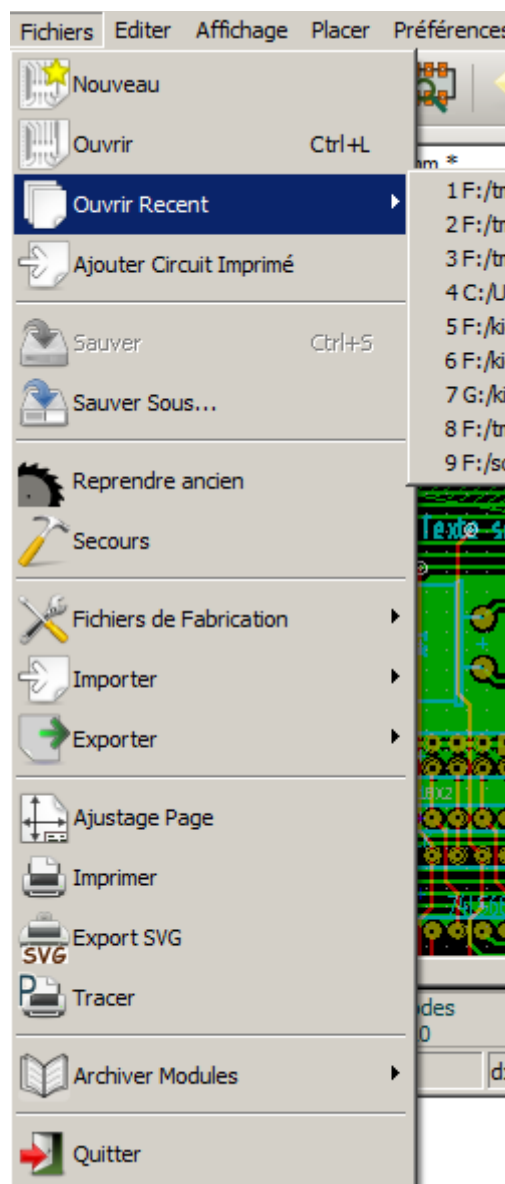 Fichiers Editer Affichage Placer Préférences
Nouveau
Ouvrir Ctrl+L
Ouvrir Recent
1 F:/tr
2 F:/tr
3 F:/tr
4 C:/U
5 F:/ki
6 F:/ki
7 G:/ki
8 F:/tr
9 F:/so
Ajouter Circuit Imprimé
Sauver Ctrl+S
Sauver Sous...
Reprendre ancien
Secours
Texte
Fichiers de Fabrication
Importer
Exporter
Ajustage Page
Imprimer
Export SVG
SVG
Tracer
Archiver Modules
Quitter